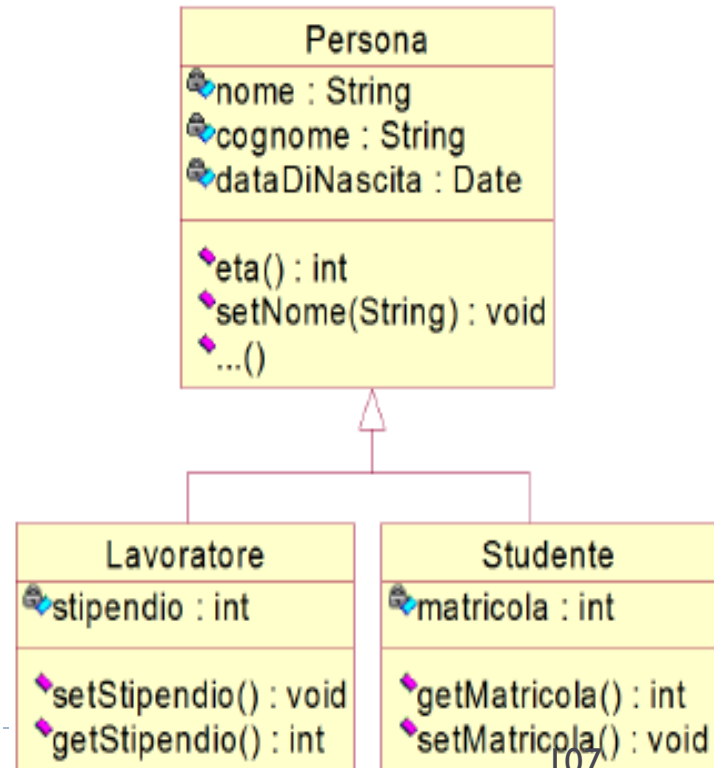 Persona
nome : String
cognome : String
dataDiNascita : Date
eta() : int
setNome(String) : void
...()
Lavoratore
stipendio : int
setStipendio() : void
getStipendio() : int
Studente
matricola : int
getMatricola() : int
setMatricola() : void